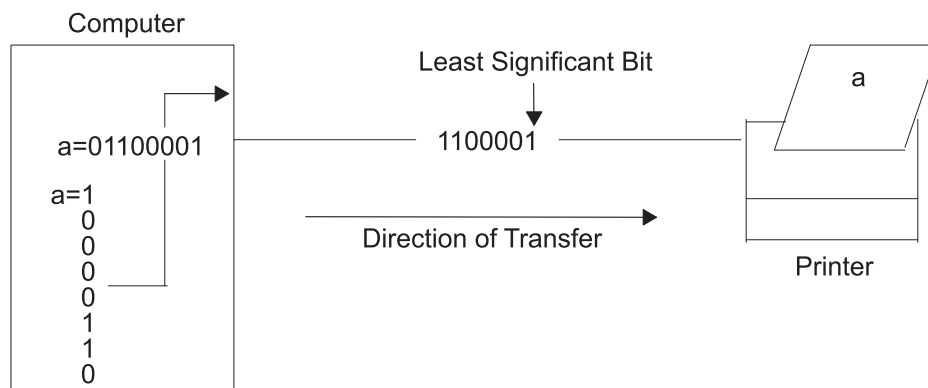 Computer
Least Significant Bit
a
a=01100001
1100001
a=1
0
0
0
0
1
1
0
Direction of Transfer
Printer